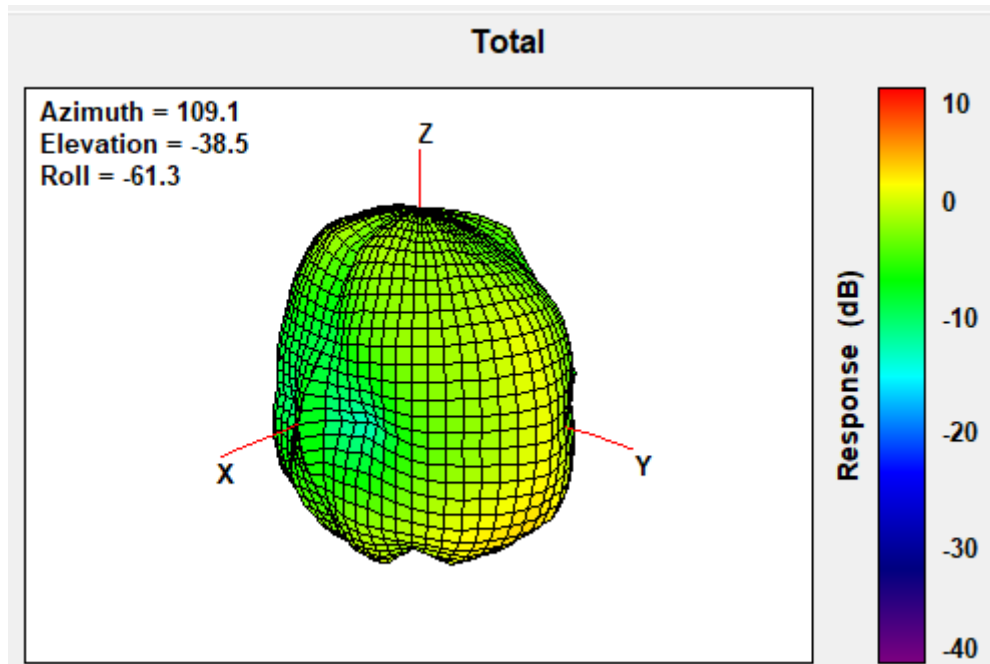 Total
Azimuth = 109.1
Elevation = -38.5
Roll = -61.3
Z
X
Y
10
0
-10
-20
-30
-40
Response (dB)